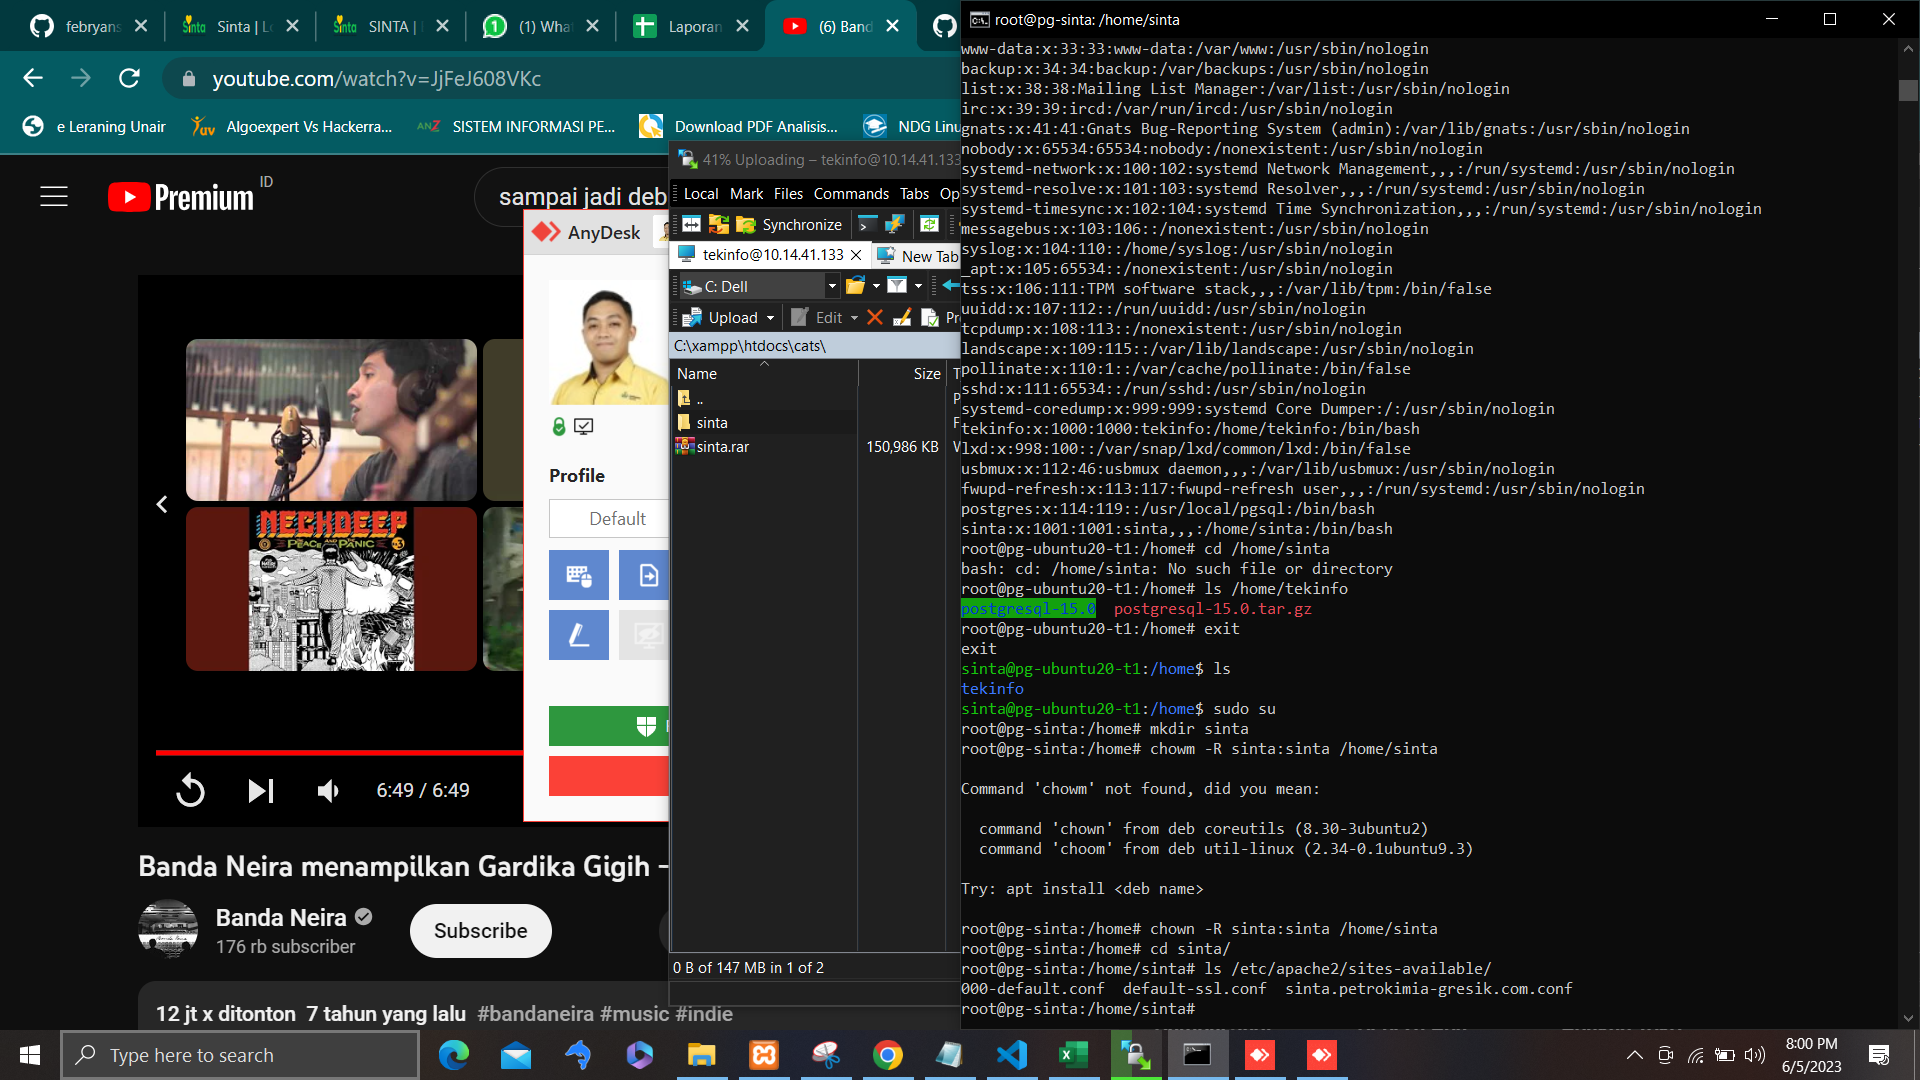 febryans
Sinta | L
SINTA |
(1) Wha
Laporan
(6) Band
youtube.com/watch?v=JjFeJ608VKc
e Leraning Unair
Algoexpert Vs Hackerra...
SISTEM INFORMASI PE...
Download PDF Analisis...
NDG Linu
Premium
ID
sampai jadi deb
NECKDEEP
THE PEACE AND THE PANIC
6:49 / 6:49
Banda Neira menampilkan Gardika Gigih –
Banda Neira
176 rb subscriber
Subscribe
12 jt x ditonton 7 tahun yang lalu #bandaneira #music #indie
AnyDesk
Profile
Default
41% Uploading – tekinfo@10.14.41.133
Local Mark Files Commands Tabs Op
Synchronize
tekinfo@10.14.41.133
New Tab
C: Dell
Upload
Edit
Pr
C:\xampp\htdocs\cats\
Name
Size
..
sinta
sinta.rar
150,986 KB
0 B of 147 MB in 1 of 2
root@pg-sinta: /home/sinta
www-data:x:33:33:www-data:/var/www:/usr/sbin/nologin
backup:x:34:34:backup:/var/backups:/usr/sbin/nologin
list:x:38:38:Mailing List Manager:/var/list:/usr/sbin/nologin
irc:x:39:39:ircd:/var/run/ircd:/usr/sbin/nologin
gnats:x:41:41:Gnats Bug-Reporting System (admin):/var/lib/gnats:/usr/sbin/nologin
nobody:x:65534:65534:nobody:/nonexistent:/usr/sbin/nologin
systemd-network:x:100:102:systemd Network Management,,,:/run/systemd:/usr/sbin/nologin
systemd-resolve:x:101:103:systemd Resolver,,,:/run/systemd:/usr/sbin/nologin
systemd-timesync:x:102:104:systemd Time Synchronization,,,:/run/systemd:/usr/sbin/nologin
messagebus:x:103:106::/nonexistent:/usr/sbin/nologin
syslog:x:104:110::/home/syslog:/usr/sbin/nologin
_apt:x:105:65534::/nonexistent:/usr/sbin/nologin
tss:x:106:111:TPM software stack,,,:/var/lib/tpm:/bin/false
uuidd:x:107:112::/run/uuidd:/usr/sbin/nologin
tcpdump:x:108:113::/nonexistent:/usr/sbin/nologin
landscape:x:109:115::/var/lib/landscape:/usr/sbin/nologin
pollinate:x:110:1::/var/cache/pollinate:/bin/false
sshd:x:111:65534::/run/sshd:/usr/sbin/nologin
systemd-coredump:x:999:999:systemd Core Dumper:/:/usr/sbin/nologin
tekinfo:x:1000:1000:tekinfo:/home/tekinfo:/bin/bash
lxd:x:998:100::/var/snap/lxd/common/lxd:/bin/false
usbmux:x:112:46:usbmux daemon,,,:/var/lib/usbmux:/usr/sbin/nologin
fwupd-refresh:x:113:117:fwupd-refresh user,,,:/run/systemd:/usr/sbin/nologin
postgres:x:114:119::/usr/local/pgsql:/bin/bash
sinta:x:1001:1001:sinta,,,:/home/sinta:/bin/bash
root@pg-ubuntu20-t1:/home# cd /home/sinta
bash: cd: /home/sinta: No such file or directory
root@pg-ubuntu20-t1:/home# ls /home/tekinfo
postgresql-15.0 postgresql-15.0.tar.gz
root@pg-ubuntu20-t1:/home# exit
exit
sinta@pg-ubuntu20-t1:/home$ ls
tekinfo
sinta@pg-ubuntu20-t1:/home$ sudo su
root@pg-sinta:/home# mkdir sinta
root@pg-sinta:/home# chowm -R sinta:sinta /home/sinta
Command 'chowm' not found, did you mean:
command 'chown' from deb coreutils (8.30-3ubuntu2)
command 'choom' from deb util-linux (2.34-0.1ubuntu9.3)
Try: apt install <deb name>
root@pg-sinta:/home# chown -R sinta:sinta /home/sinta
root@pg-sinta:/home# cd sinta/
root@pg-sinta:/home/sinta# ls /etc/apache2/sites-available/
000-default.conf default-ssl.conf sinta.petrokimia-gresik.com.conf
root@pg-sinta:/home/sinta#
Type here to search
8:00 PM
6/5/2023